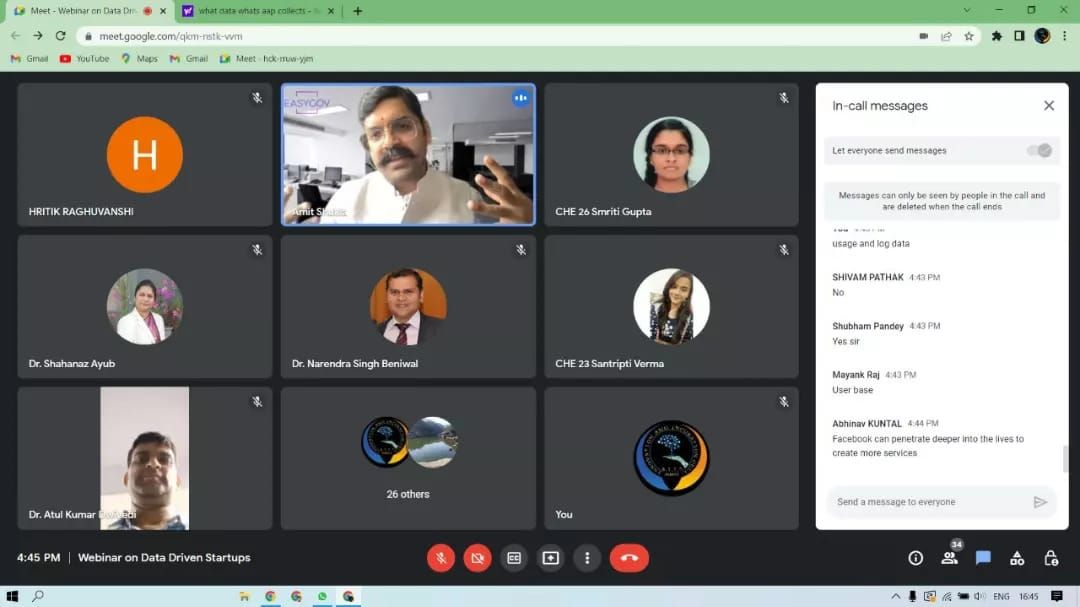 Meet - Webinar on Data Dri
what data whats aap collects -
meet.google.com/qkm-nstk-vvm
Gmail
YouTube
Maps
Gmail
Meet - hck-rruw-yjm
H
HRITIK RAGHUVANSHI
EASYGOV
Amit Shukla
CHE 26 Smriti Gupta
Dr. Shahanaz Ayub
Dr. Narendra Singh Beniwal
CHE 23 Santripti Verma
Dr. Atul Kumar Dwivedi
26 others
You
In-call messages
Let everyone send messages
Messages can only be seen by people in the call and
are deleted when the call ends
usage and log data
SHIVAM PATHAK 4:43 PM
No
Shubham Pandey 4:43 PM
Yes sir
Mayank Raj 4:43 PM
User base
Abhinav KUNTAL 4:44 PM
Facebook can penetrate deeper into the lives to
create more services
Send a message to everyone
4:45 PM | Webinar on Data Driven Startups
34
ENG 16:45